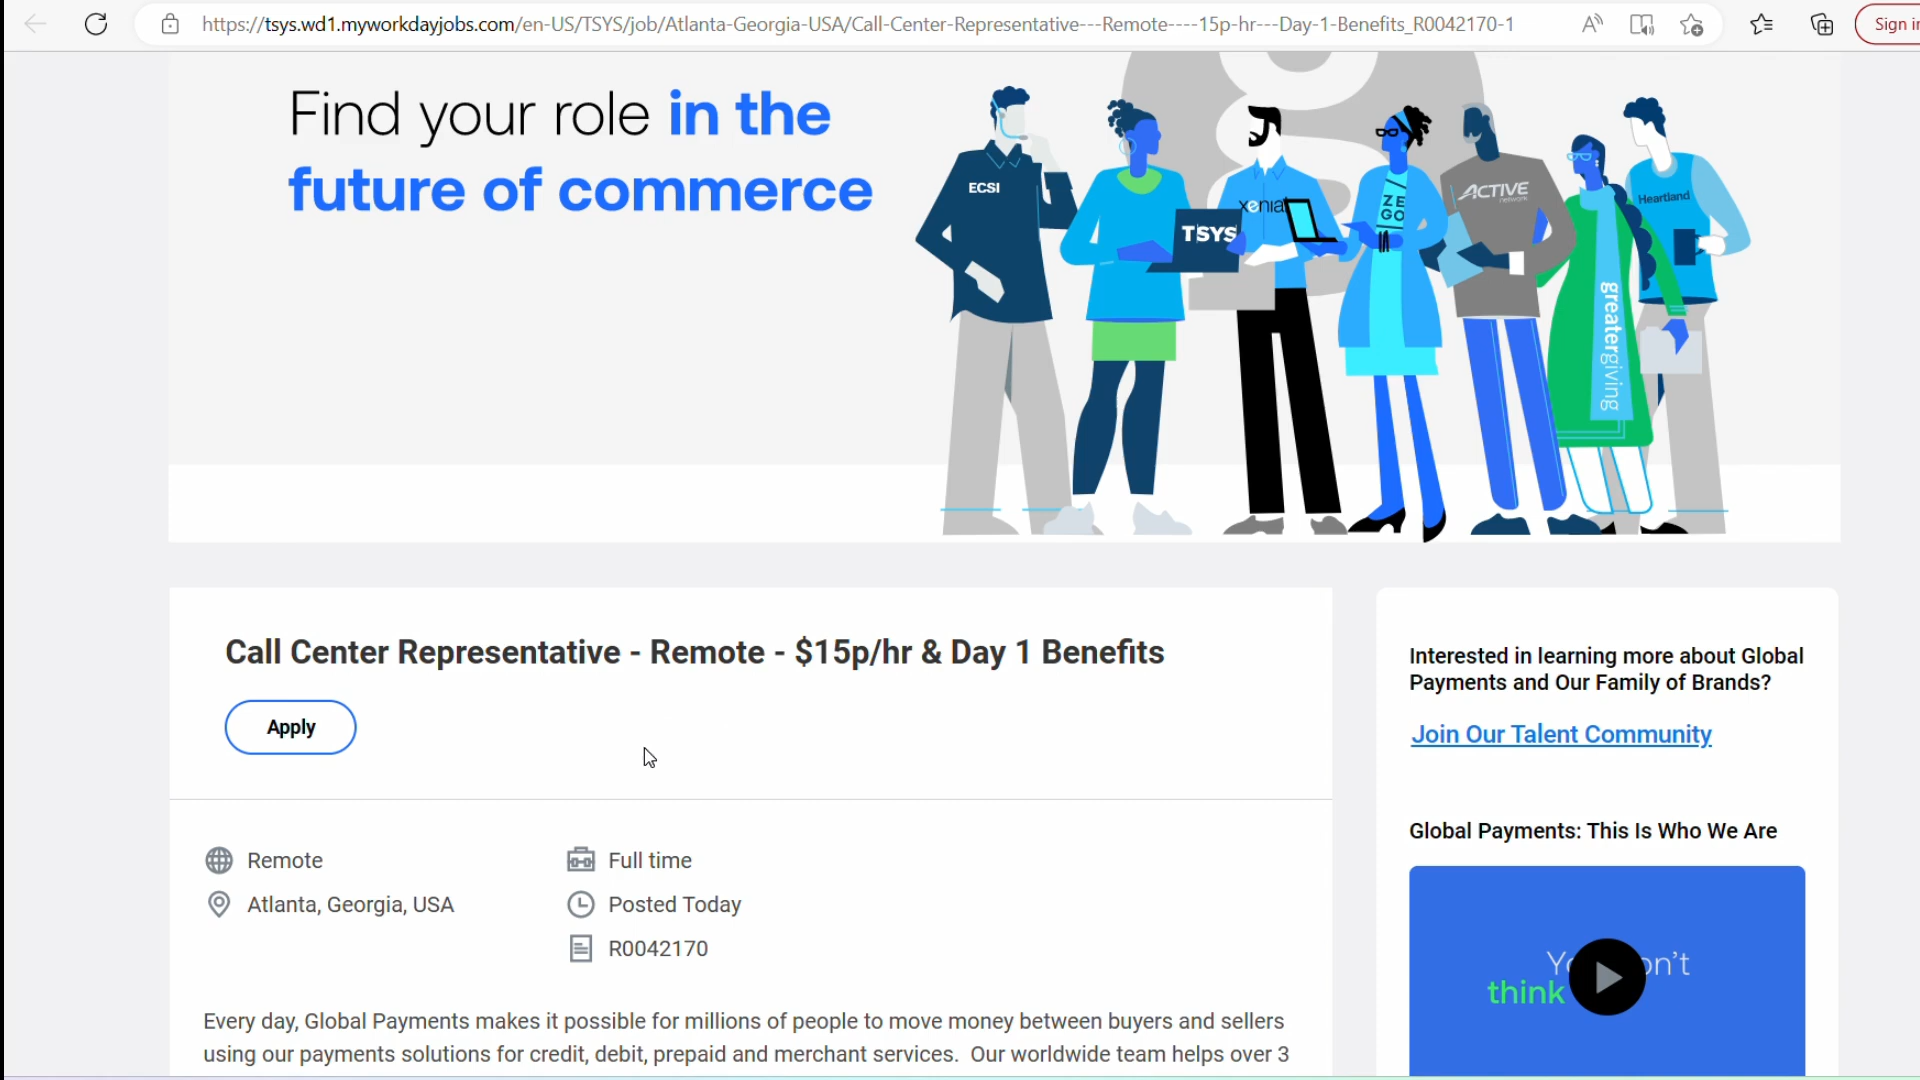 https://tsys.wd1.myworkdayjobs.com/en-US/TSYS/job/Atlanta-Georgia-USA/Call-Center-Representative---Remote----15p-hr---Day-1-Benefits_R0042170-1
Sign in
Find your role in the
future of commerce
ECSI
TSYS
xenial
ZE
GO
ACTIVE
network
greatergiving
Heartland
Call Center Representative - Remote - $15p/hr & Day 1 Benefits
Apply
Remote
Full time
Atlanta, Georgia, USA
Posted Today
R0042170
Every day, Global Payments makes it possible for millions of people to move money between buyers and sellers
using our payments solutions for credit, debit, prepaid and merchant services.  Our worldwide team helps over 3
Interested in learning more about Global
Payments and Our Family of Brands?
Join Our Talent Community
Global Payments: This Is Who We Are
think